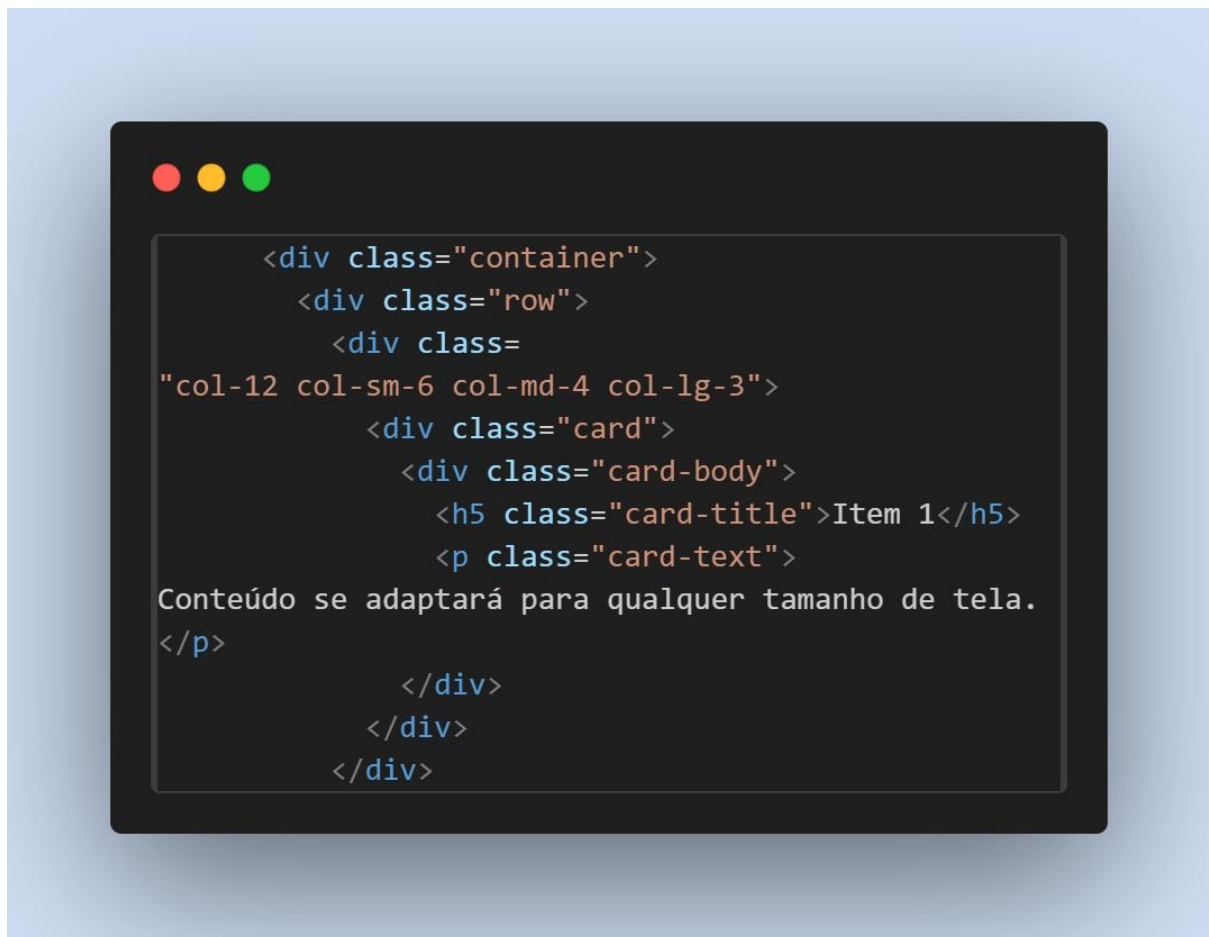 <div class="container">
<div class="row">
<div class=
"col-12 col-sm-6 col-md-4 col-lg-3">
<div class="card">
<div class="card-body">
<h5 class="card-title">Item 1</h5>
<p class="card-text">
Conteúdo se adaptará para qualquer tamanho de tela.
</p>
</div>
</div>
</div>